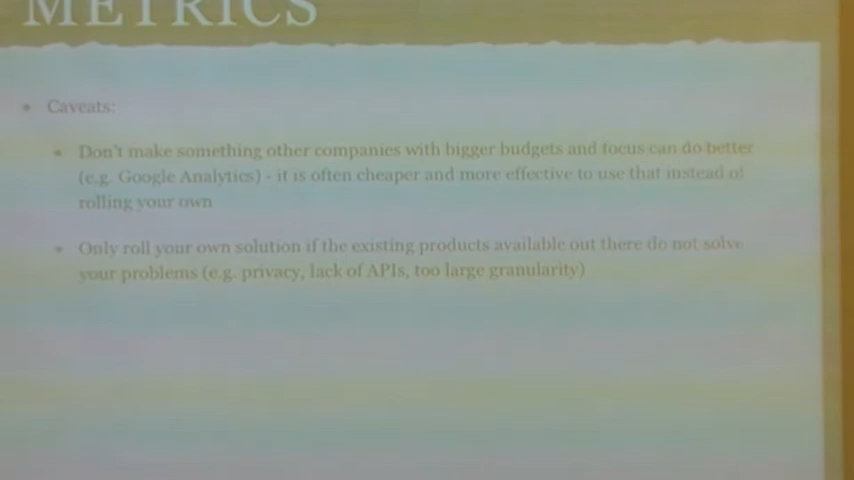 METRICS
• Caveats:
• Don't make something other companies with bigger budgets and focus can do better
(e.g. Google Analytics) - it is often cheaper and more effective to use that instead of
rolling your own
• Only roll your own solution if the existing products available out there do not solve
your problems (e.g. privacy, lack of APIs, too large granularity)